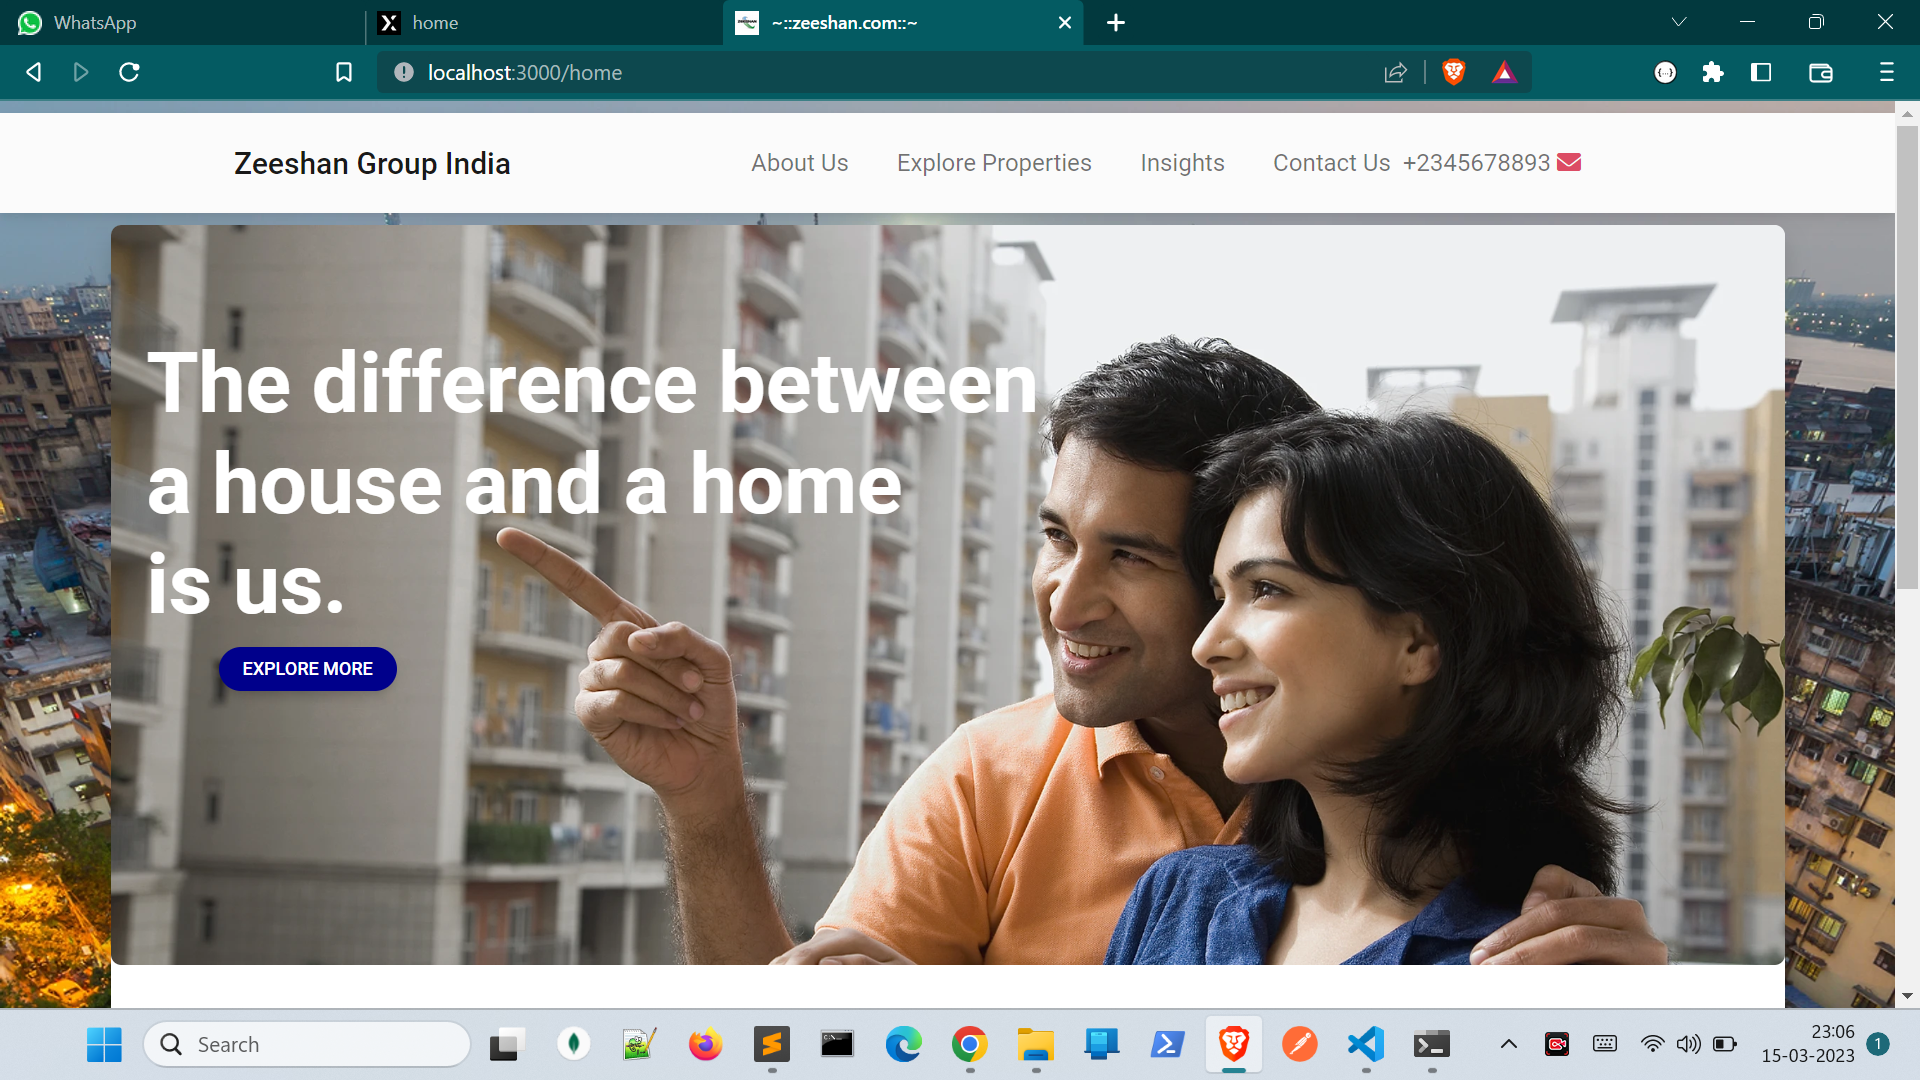 WhatsApp
home
~::zeeshan.com::~
localhost:3000/home
Zeeshan Group India
About Us
Explore Properties
Insights
Contact Us
+2345678893
The difference between
a house and a home
is us.
EXPLORE MORE
Search
23:06
15-03-2023
1